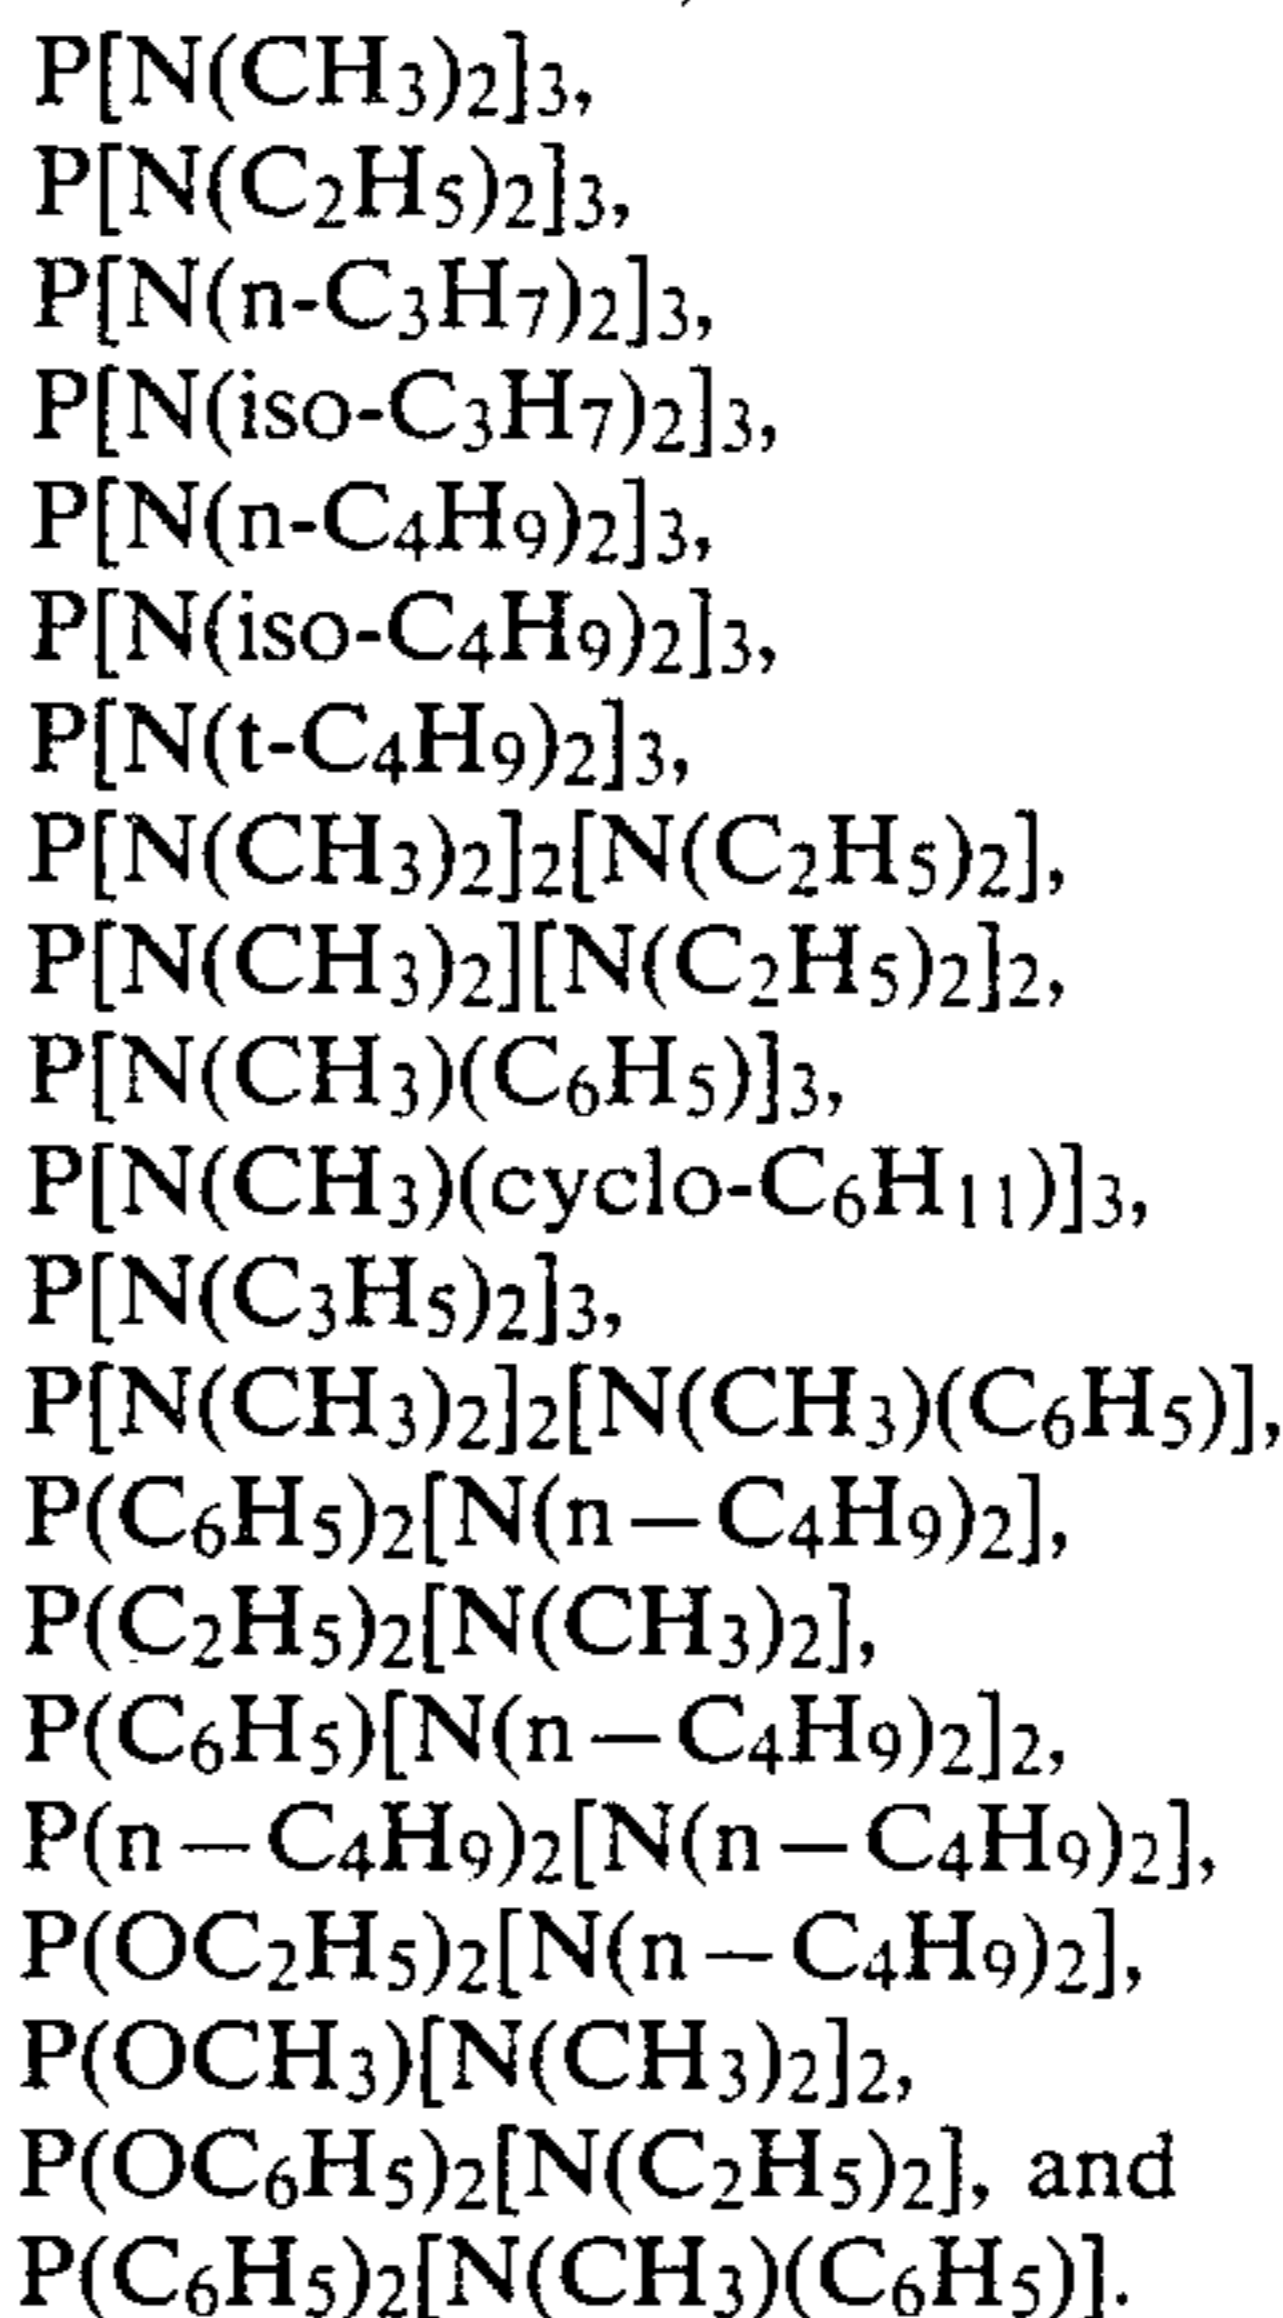 P[N(CH₃)₂]₃,
P[N(C₂H₅)₂]₃,
P[N(n-C₃H₇)₂]₃,
P[N(iso-C₃H₇)₂]₃,
P[N(n-C₄H₉)₂]₃,
P[N(iso-C₄H₉)₂]₃,
P[N(t-C₄H₉)₂]₃,
P[N(CH₃)₂]₂[N(C₂H₅)₂],
P[N(CH₃)₂][N(C₂H₅)₂]₂,
P[N(CH₃)(C₆H₅)]₃,
P[N(CH₃)(cyclo-C₆H₁₁)]₃,
P[N(C₃H₅)₂]₃,
P[N(CH₃)₂]₂[N(CH₃)(C₆H₅)],
P(C₆H₅)₂[N(n—C₄H₉)₂],
P(C₂H₅)₂[N(CH₃)₂],
P(C₆H₅)[N(n—C₄H₉)₂]₂,
P(n—C₄H₉)₂[N(n—C₄H₉)₂],
P(OC₂H₅)₂[N(n—C₄H₉)₂],
P(OCH₃)[N(CH₃)₂]₂,
P(OC₆H₅)₂[N(C₂H₅)₂], and
P(C₆H₅)₂[N(CH₃)(C₆H₅)].